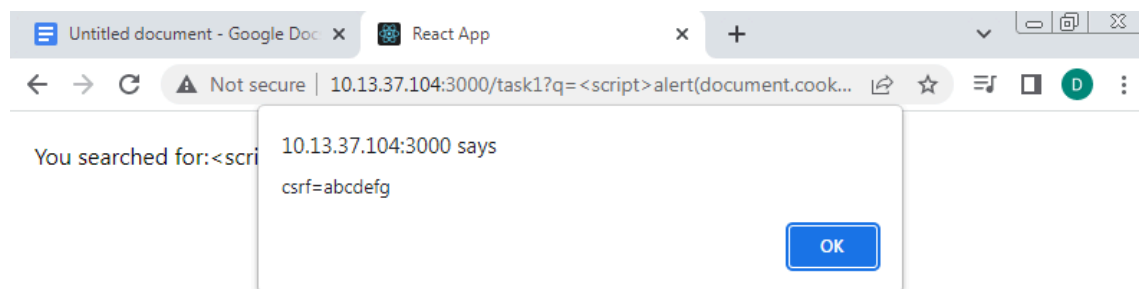 Untitled document - Google Doc
React App
Not secure | 10.13.37.104:3000/task1?q=<script>alert(document.cook...
D
You searched for:<scri
10.13.37.104:3000 says
csrf=abcdefg
OK